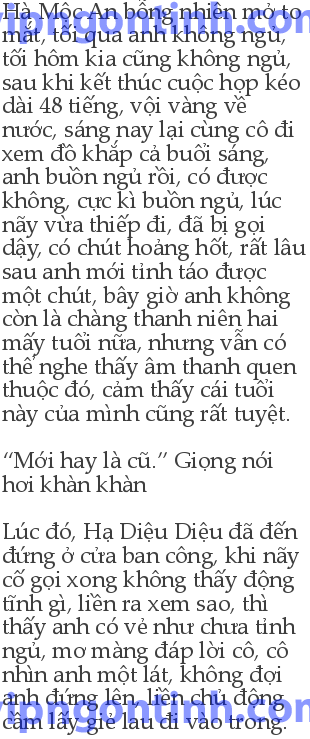 vipngontinh.com
Hà Mộc An bỗng nhiên mở to
mắt, tối qua anh không ngủ,
tối hôm kia cũng không ngủ,
sau khi kết thúc cuộc họp kéo
dài 48 tiếng, vội vàng về
nước, sáng nay lại cùng cô đi
xem đồ khắp cả buổi sáng,
anh buồn ngủ rồi, có được
không, cực kì buồn ngủ, lúc
nãy vừa thiếp đi, đã bị gọi
dậy, có chút hoảng hốt, rất lâu
sau anh mới tỉnh táo được
một chút, bây giờ anh không
còn là chàng thanh niên hai
mấy tuổi nữa, nhưng vẫn có
thể nghe thấy âm thanh quen
thuộc đó, cảm thấy cái tuổi
này của mình cũng rất tuyệt.
“Mới hay là cũ.” Giọng nói
hơi khàn khàn
Lúc đó, Hạ Diệu Diệu đã đến
đứng ở cửa ban công, khi nãy
cố gọi xong không thấy động
tĩnh gì, liền ra xem sao, thì
thấy anh có vẻ như chưa tỉnh
ngủ, mơ màng đáp lời cô, cô
nhìn anh một lát, không đợi
anh đứng lên, liền chủ động
cầm lấy giẻ lau đi vào trong.
vipngontinh.com